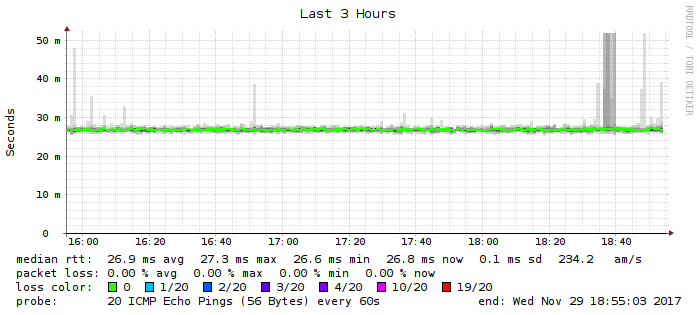 Last 3 Hours
RRDTOOL / TOBI OETIKER
Seconds
50 m
40 m
30 m
20 m
10 m
0
16:00 16:20 16:40 17:00 17:20 17:40 18:00 18:20 18:40
median rtt: 26.9 ms avg 27.3 ms max 26.6 ms min 26.8 ms now 0.1 ms sd 234.2 am/s
packet loss: 0.00 % avg 0.00 % max 0.00 % min 0.00 % now
loss color: 0 1/20 2/20 3/20 4/20 10/20 19/20
probe: 20 ICMP Echo Pings (56 Bytes) every 60s end: Wed Nov 29 18:55:03 2017